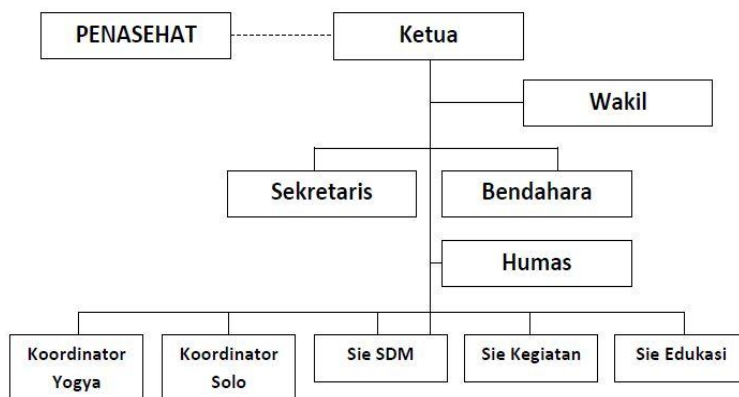 PENASEHAT
Ketua
Wakil
Sekretaris
Bendahara
Humas
Koordinator
Yogya
Koordinator
Solo
Sie SDM
Sie Kegiatan
Sie Edukasi